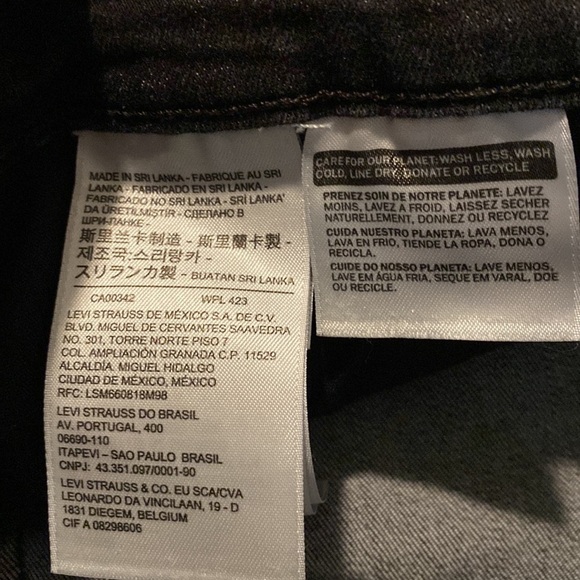 MADE IN SRI LANKA - FABRIQUE AU SRI
LANKA - FABRICADO EN SRI LANKA -
FABRICADO NO SRI LANKA - SRİ LANKA'
DA ÜRETİLMİŞTİR - СДЕЛАНО В
ШРИ-ЛАНКЕ -
斯里兰卡制造 - 斯里蘭卡製 -
제조국:스리랑카 -
スリランカ製 - BUATAN SRI LANKA
CA00342 WPL 423
LEVI STRAUSS DE MÉXICO S.A. DE C.V.
BLVD. MIGUEL DE CERVANTES SAAVEDRA
NO. 301, TORRE NORTE PISO 7
COL. AMPLIACIÓN GRANADA C.P. 11529
ALCALDÍA. MIGUEL HIDALGO
CIUDAD DE MÉXICO, MÉXICO
RFC: LSM660818M98
LEVI STRAUSS DO BRASIL
AV. PORTUGAL, 400
06690-110
ITAPEVI – SAO PAULO BRASIL
CNPJ: 43.351.097/0001-90
LEVI STRAUSS & CO. EU SCA/CVA
LEONARDO DA VINCILAAN, 19 - D
1831 DIEGEM, BELGIUM
CIF A 08298606
CARE FOR OUR PLANET: WASH LESS, WASH
COLD, LINE DRY, DONATE OR RECYCLE
PRENEZ SOIN DE NOTRE PLANETE: LAVEZ
MOINS, LAVEZ A FROID, LAISSEZ SECHER
NATURELLEMENT, DONNEZ OU RECYCLEZ
CUIDA NUESTRO PLANETA: LAVA MENOS,
LAVA EN FRIO, TIENDE LA ROPA, DONA O
RECICLA.
CUIDE DO NOSSO PLANETA: LAVE MENOS,
LAVE EM ÁGUA FRIA, SEQUE EM VARAL, DOE
OU RECICLE.